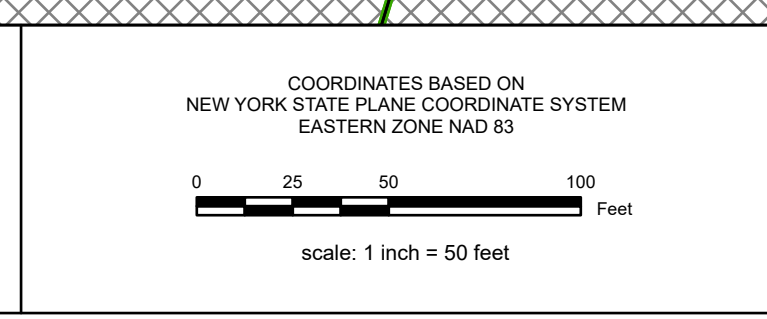 COORDINATES BASED ON
NEW YORK STATE PLANE COORDINATE SYSTEM
EASTERN ZONE NAD 83
0 25 50 100
Feet
scale: 1 inch = 50 feet